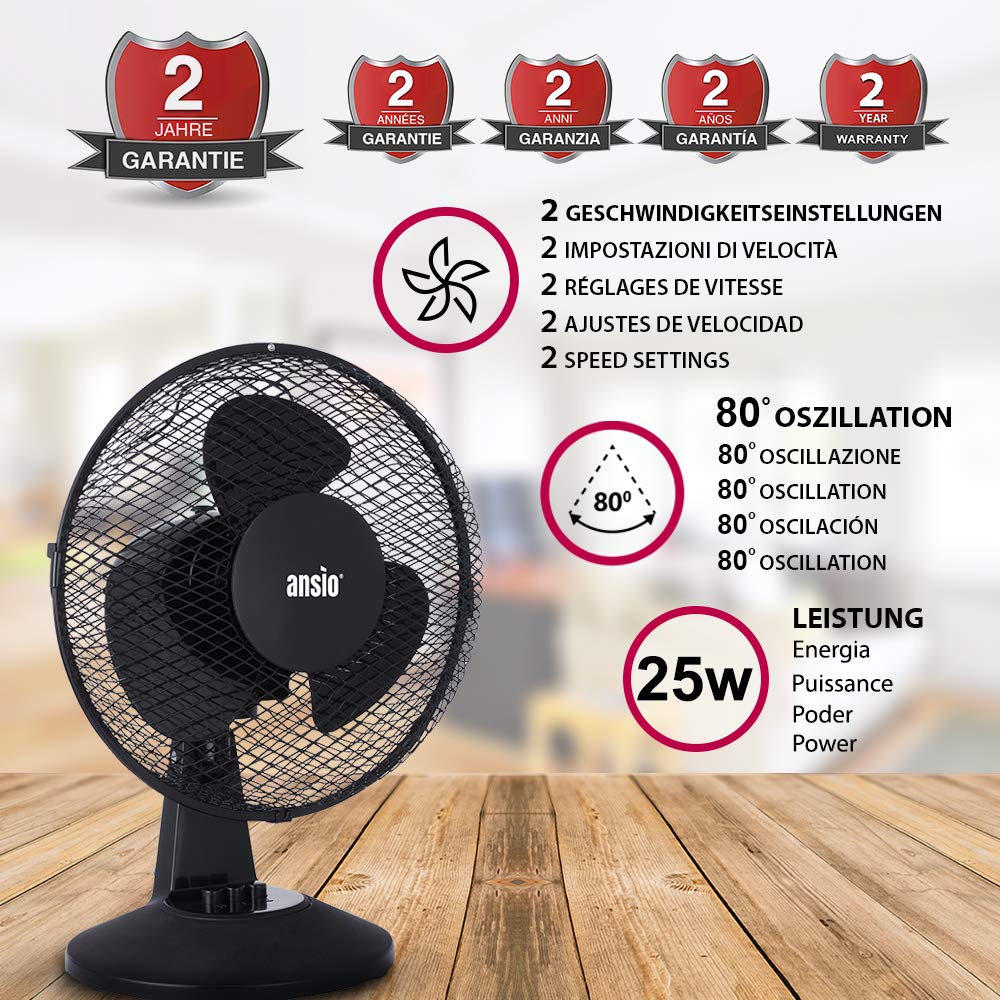 2
JAHRE
GARANTIE
2
ANNÉES
GARANTIE
2
ANNI
GARANZIA
2
AÑOS
GARANTÍA
2
YEAR
WARRANTY
2 GESCHWINDIGKEITSEINSTELLUNGEN
2 IMPOSTAZIONI DI VELOCITÀ
2 RÉGLAGES DE VITESSE
2 AJUSTES DE VELOCIDAD
2 SPEED SETTINGS
80°
80° OSZILLATION
80° OSCILLAZIONE
80° OSCILLATION
80° OSCILACIÓN
80° OSCILLATION
25w
LEISTUNG
Energia
Puissance
Poder
Power
ansìo®